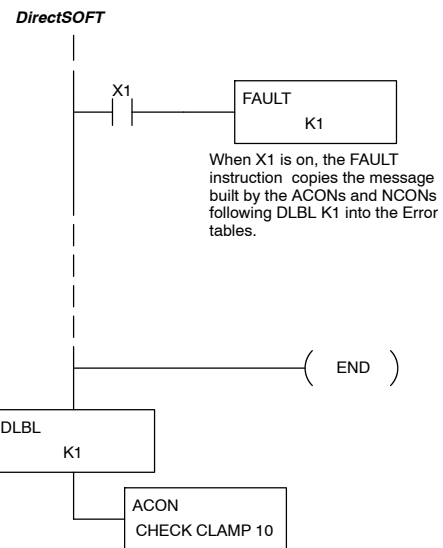 DirectSOFT
X1
FAULT
K1
When X1 is on, the FAULT
instruction copies the message
built by the ACONs and NCONs
following DLBL K1 into the Error
tables.
END
DLBL
K1
ACON
CHECK CLAMP 10